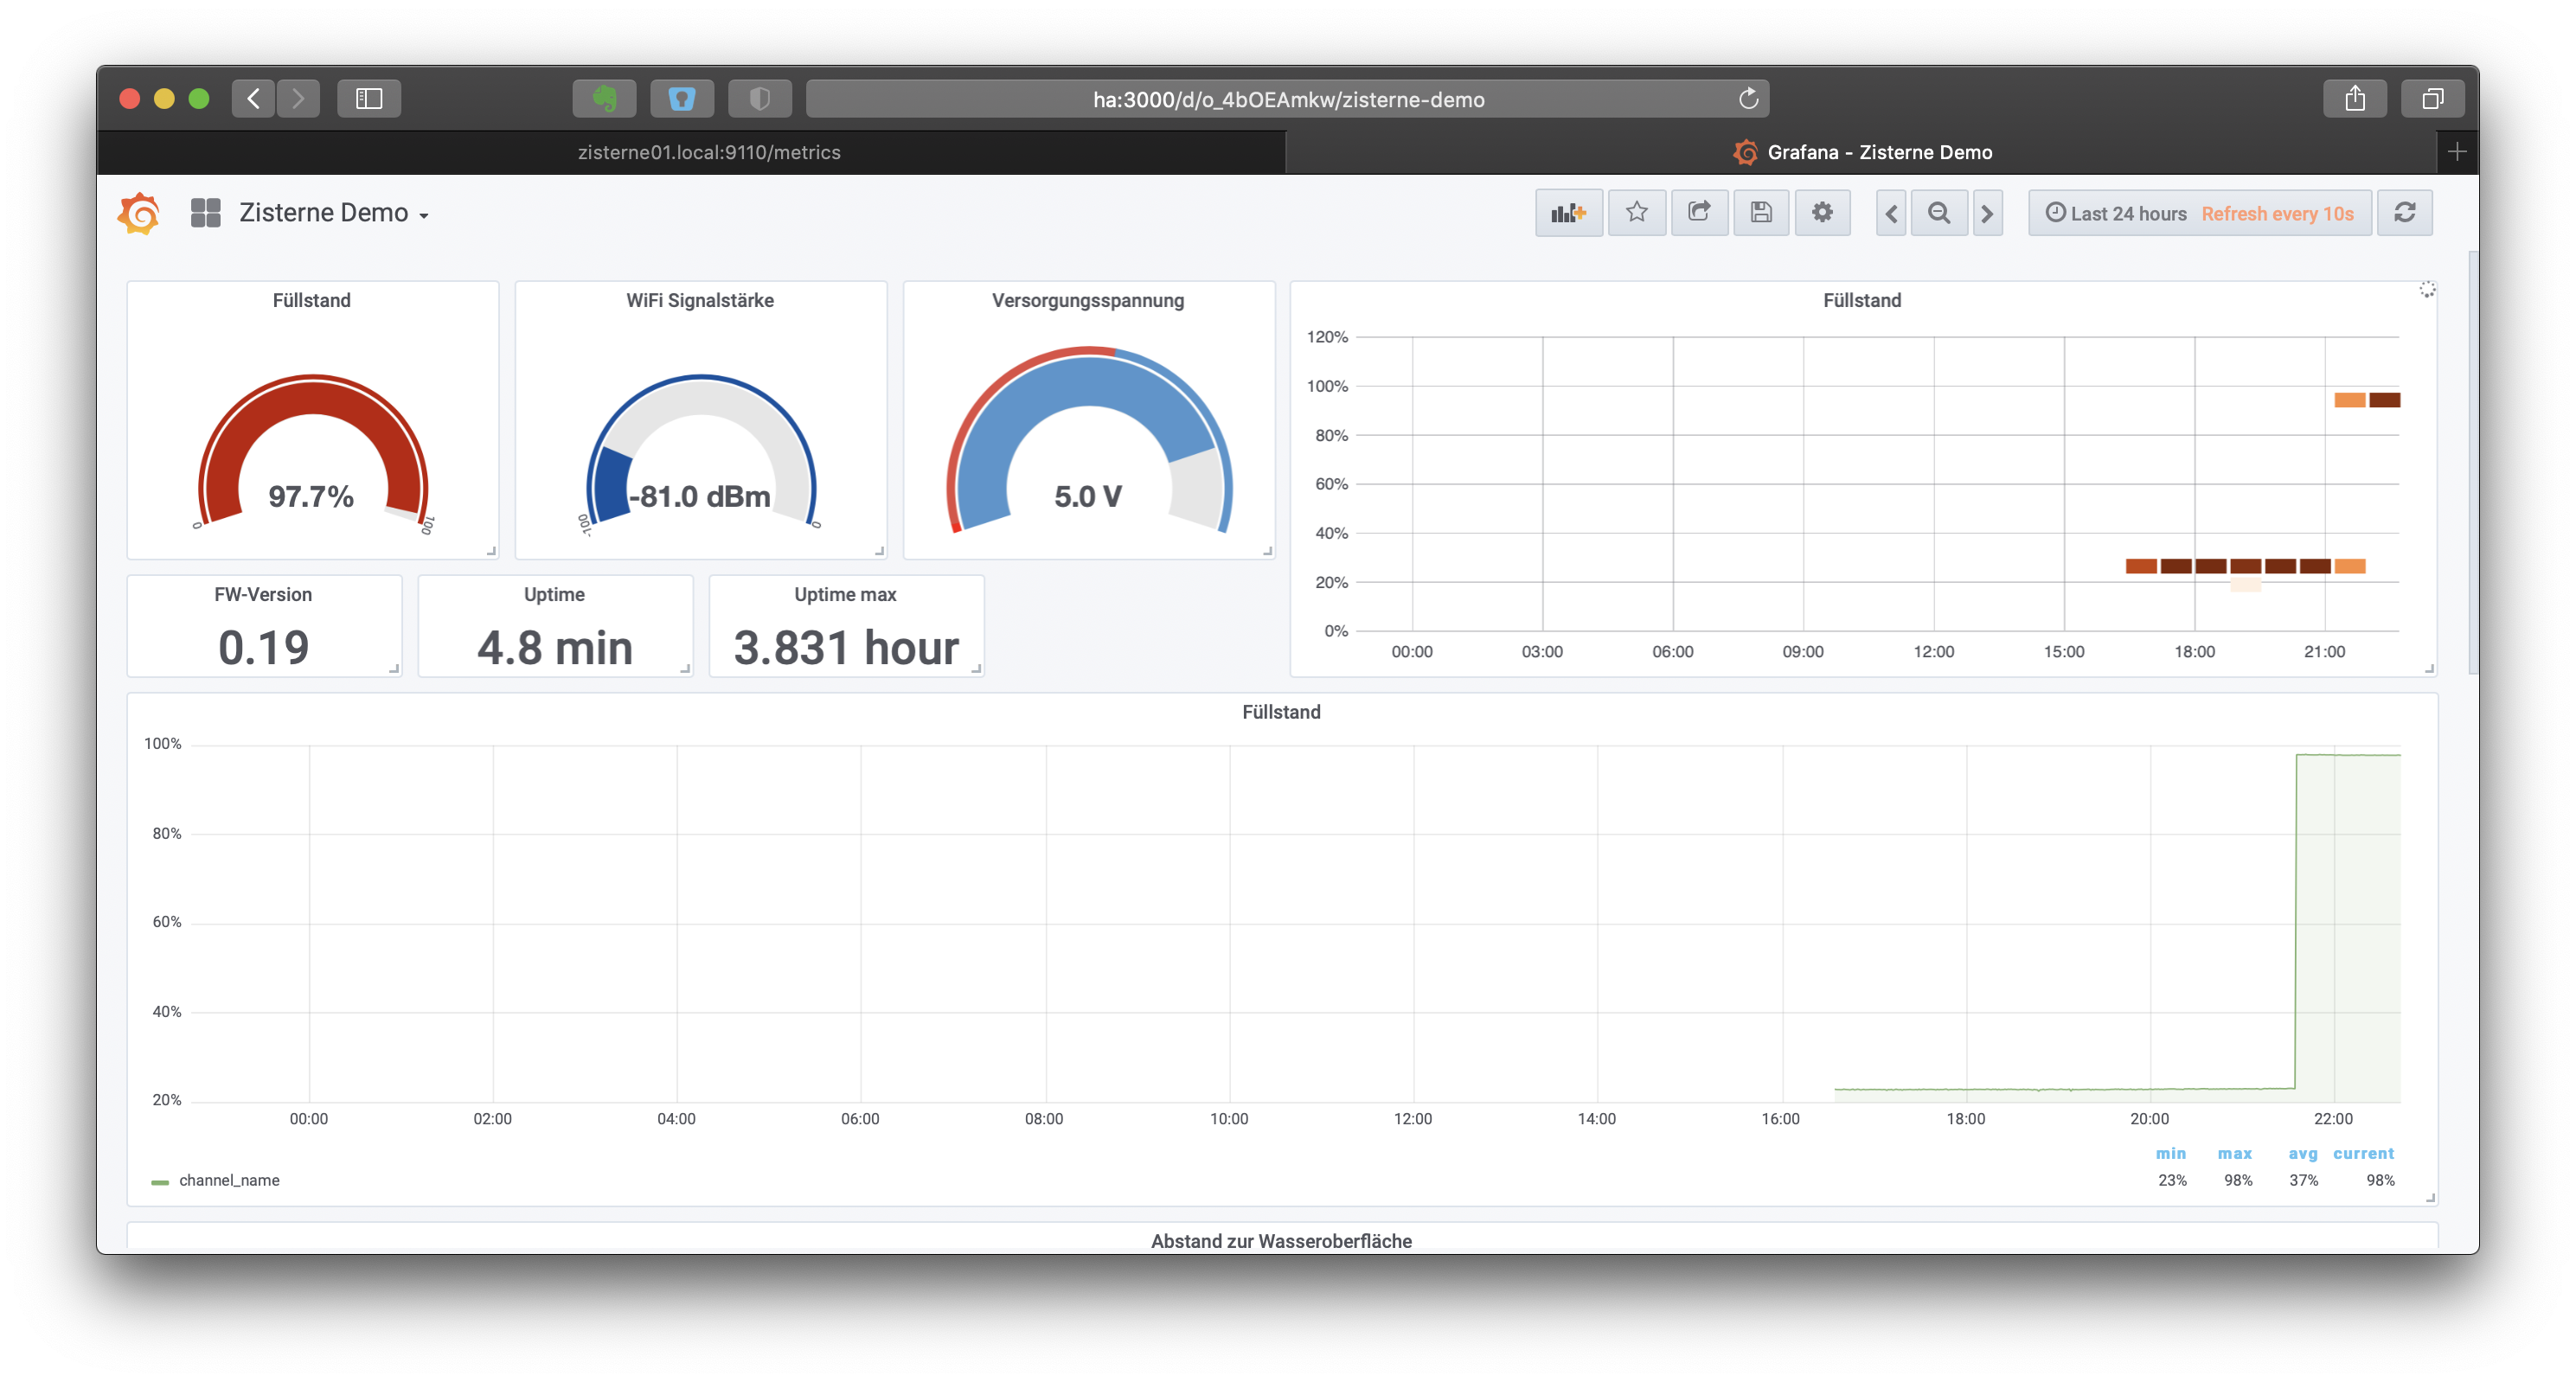 ha:3000/d/o_4bOEAmkw/zisterne-demo
zisterne01.local:9110/metrics
Grafana - Zisterne Demo
Zisterne Demo
Last 24 hours Refresh every 10s
Füllstand
97.7%
0
100
WiFi Signalstärke
-81.0 dBm
-100
0
Versorgungsspannung
5.0 V
Füllstand
120%
100%
80%
60%
40%
20%
0%
00:00 03:00 06:00 09:00 12:00 15:00 18:00 21:00
FW-Version
0.19
Uptime
4.8 min
Uptime max
3.831 hour
Füllstand
100%
80%
60%
40%
20%
00:00 02:00 04:00 06:00 08:00 10:00 12:00 14:00 16:00 18:00 20:00 22:00
min max avg current
channel_name 23% 98% 37% 98%
Abstand zur Wasseroberfläche